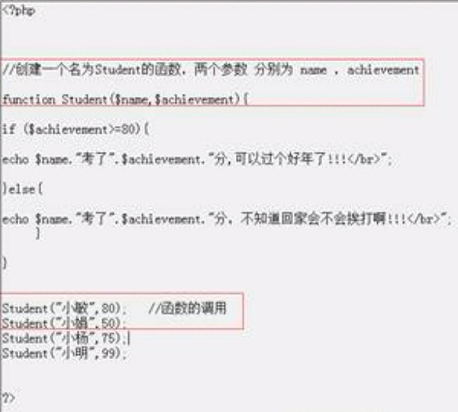 <?php
//创建一个名为Student的函数，两个参数 分别为 name ，achievement
function Student($name,$achievement){
if ($achievement>=80){
echo $name."考了".$achievement."分,可以过个好年了!!!</br>";
}else{
echo $name."考了".$achievement."分，不知道回家会不会挨打啊!!!</br>";
}
}
Student("小敏",80);   //函数的调用
Student("小娟",50);
Student("小杨",75);
Student("小明",99);
?>